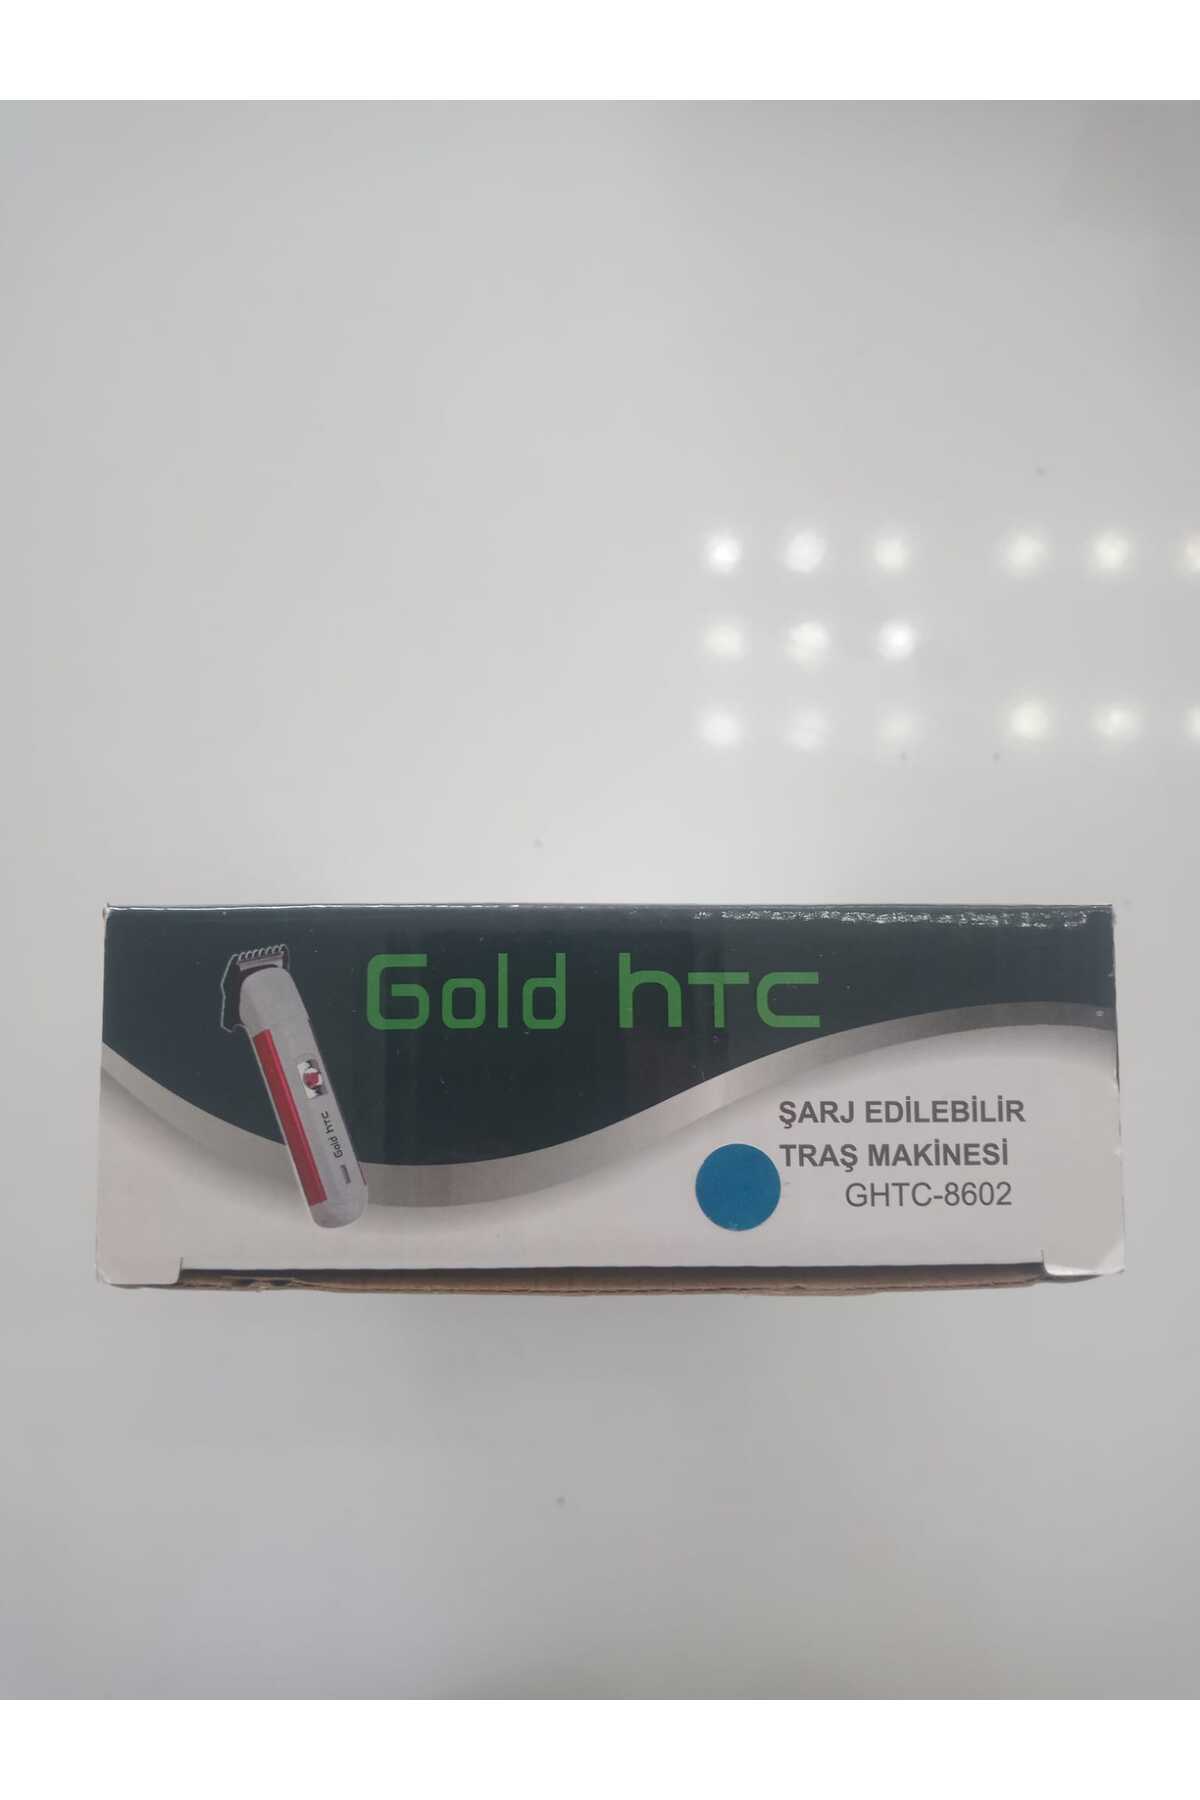 Gold hTC
Gold hTC
ŞARJ EDİLEBİLİR
TRAŞ MAKİNESİ
GHTC-8602